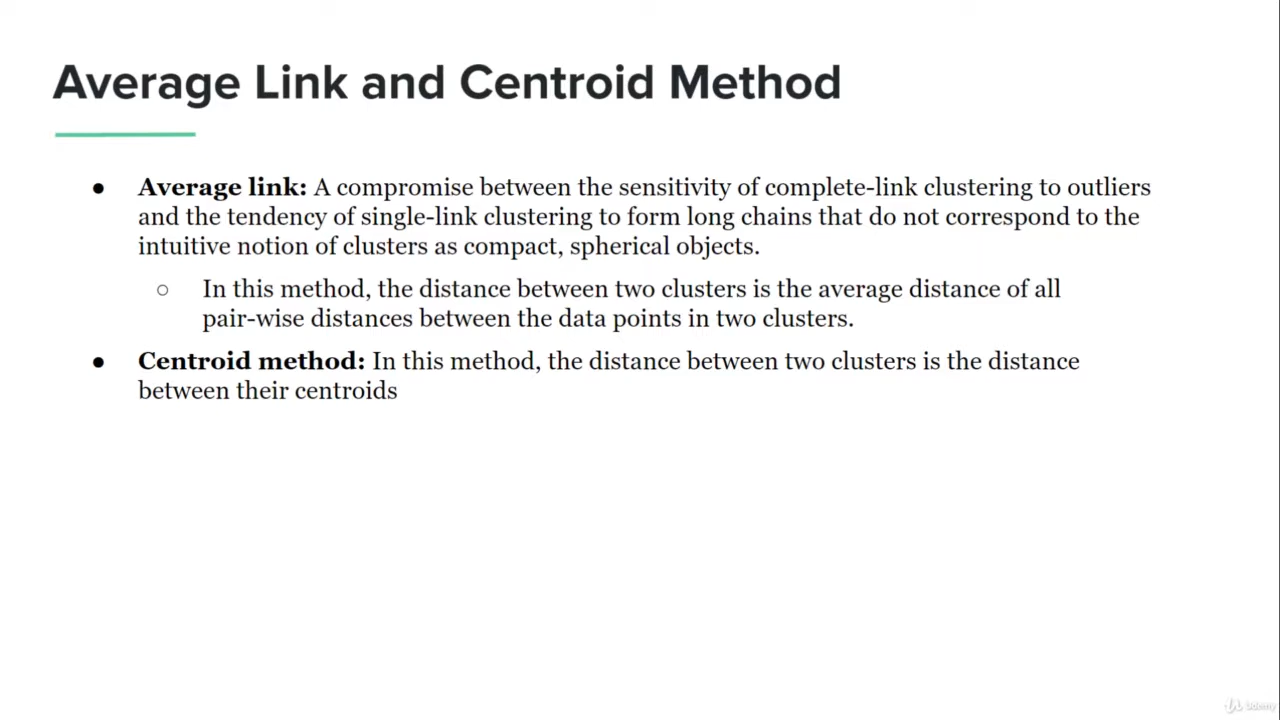 Average Link and Centroid Method
● Average link: A compromise between the sensitivity of complete-link clustering to outliers
and the tendency of single-link clustering to form long chains that do not correspond to the
intuitive notion of clusters as compact, spherical objects.
○ In this method, the distance between two clusters is the average distance of all
pair-wise distances between the data points in two clusters.
● Centroid method: In this method, the distance between two clusters is the distance
between their centroids
Udemy